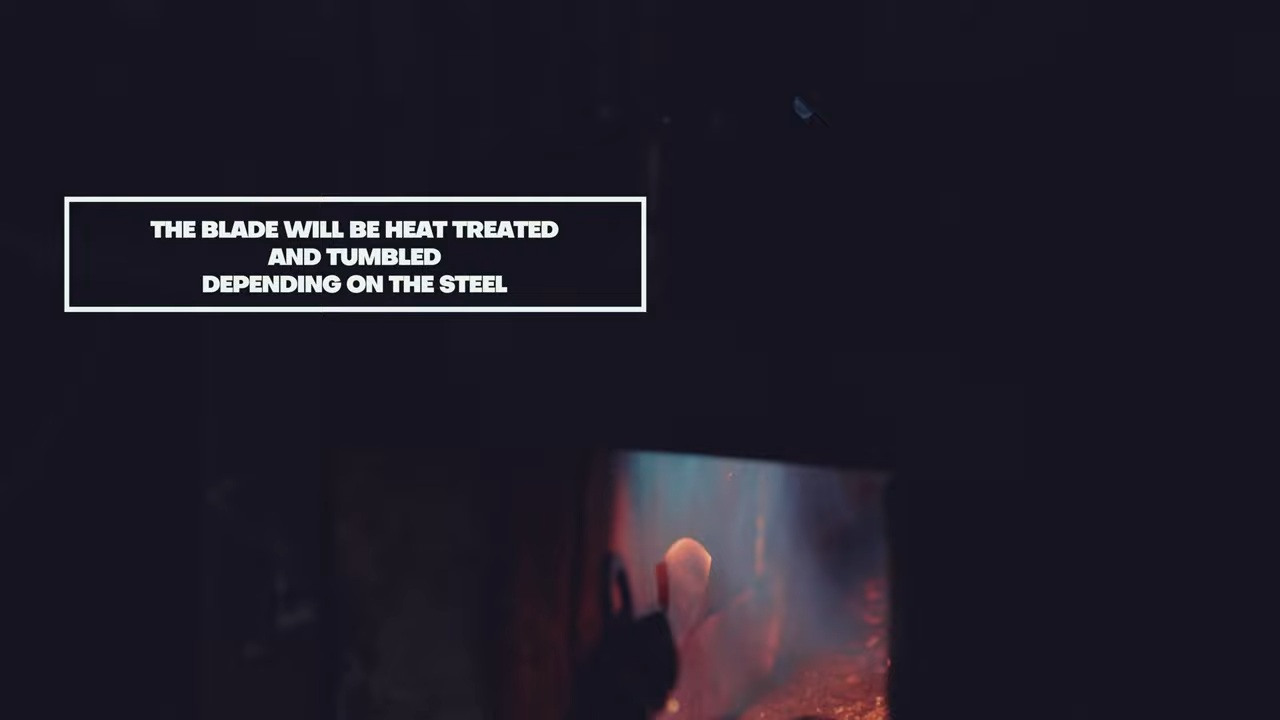 THE BLADE WILL BE HEAT TREATED
AND TUMBLED
DEPENDING ON THE STEEL